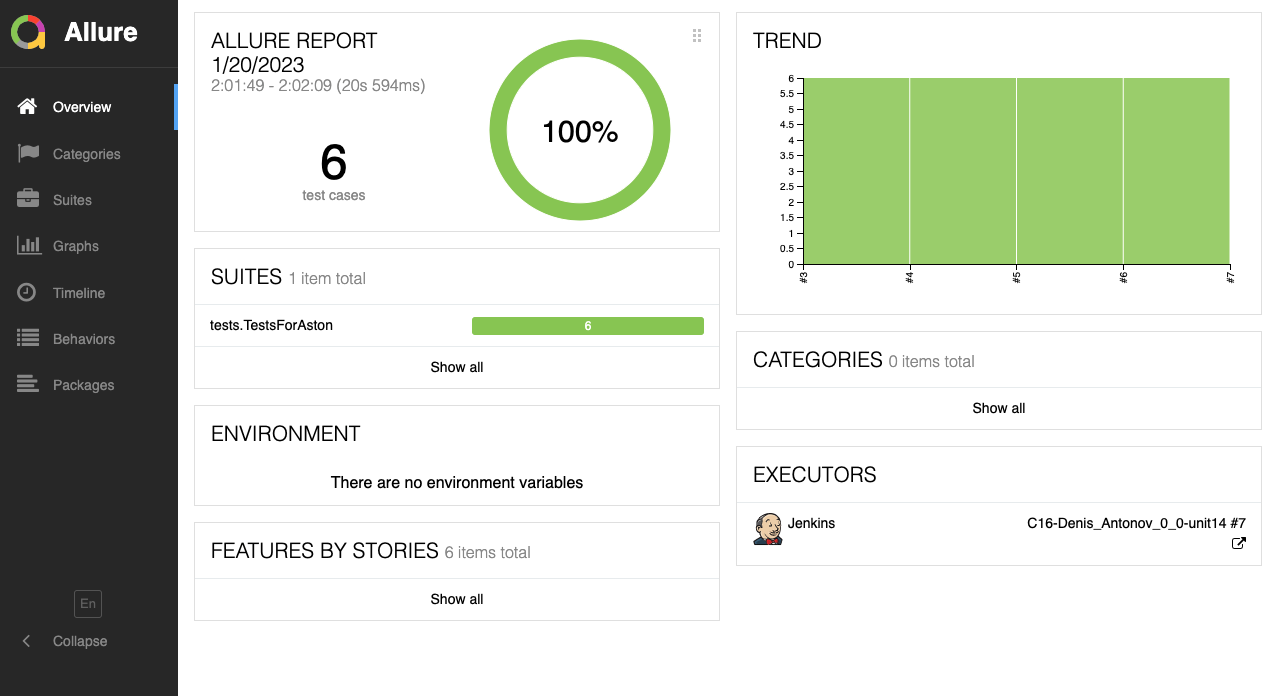 Allure
Overview
Categories
Suites
Graphs
Timeline
Behaviors
Packages
En
Collapse
ALLURE REPORT
1/20/2023
2:01:49 - 2:02:09 (20s 594ms)
6
test cases
100%
SUITES 1 item total
tests.TestsForAston 6
Show all
ENVIRONMENT
There are no environment variables
FEATURES BY STORIES 6 items total
Show all
TREND
6
5.5
5
4.5
4
3.5
3
2.5
2
1.5
1
0.5
0
#3 #4 #5 #6 #7
CATEGORIES 0 items total
Show all
EXECUTORS
Jenkins C16-Denis_Antonov_0_0-unit14 #7